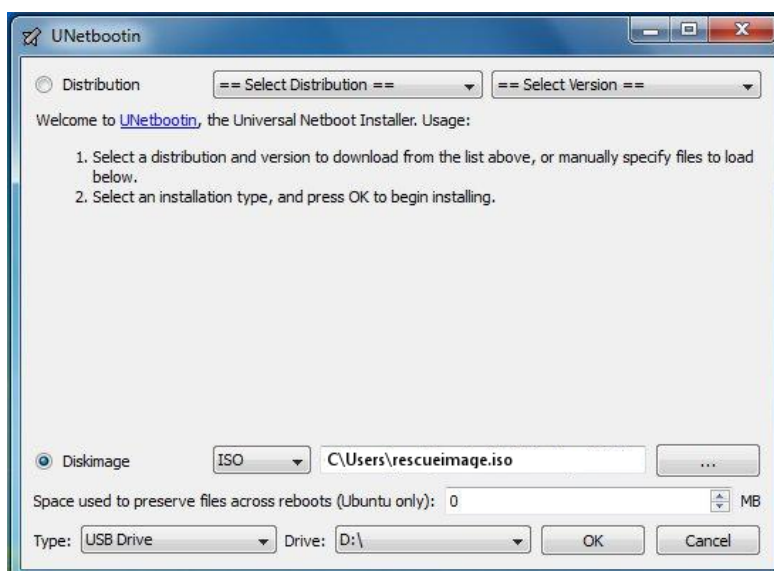 UNetbootin
Distribution == Select Distribution == == Select Version ==
Welcome to UNetbootin, the Universal Netboot Installer. Usage:
1. Select a distribution and version to download from the list above, or manually specify files to load
below.
2. Select an installation type, and press OK to begin installing.
Diskimage ISO C\Users\rescueimage.iso ...
Space used to preserve files across reboots (Ubuntu only): 0 MB
Type: USB Drive Drive: D:\ OK Cancel